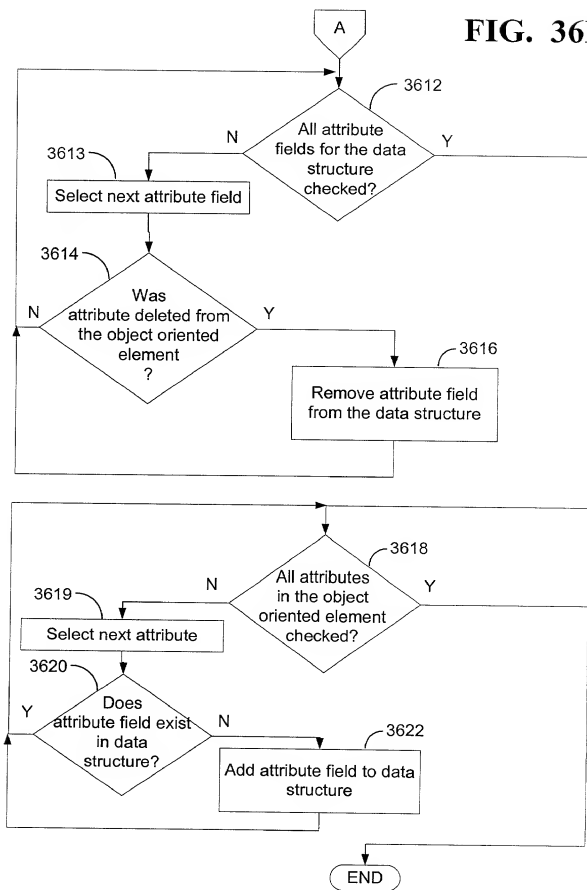 A
FIG. 36
3612
All attribute
fields for the data
structure
checked?
N
Y
3613
Select next attribute field
3614
Was
attribute deleted from
the object oriented
element
?
N
Y
3616
Remove attribute field
from the data structure
3618
All attributes
in the object
oriented element
checked?
N
Y
3619
Select next attribute
3620
Does
attribute field exist
in data
structure?
Y
N
3622
Add attribute field to data
structure
END